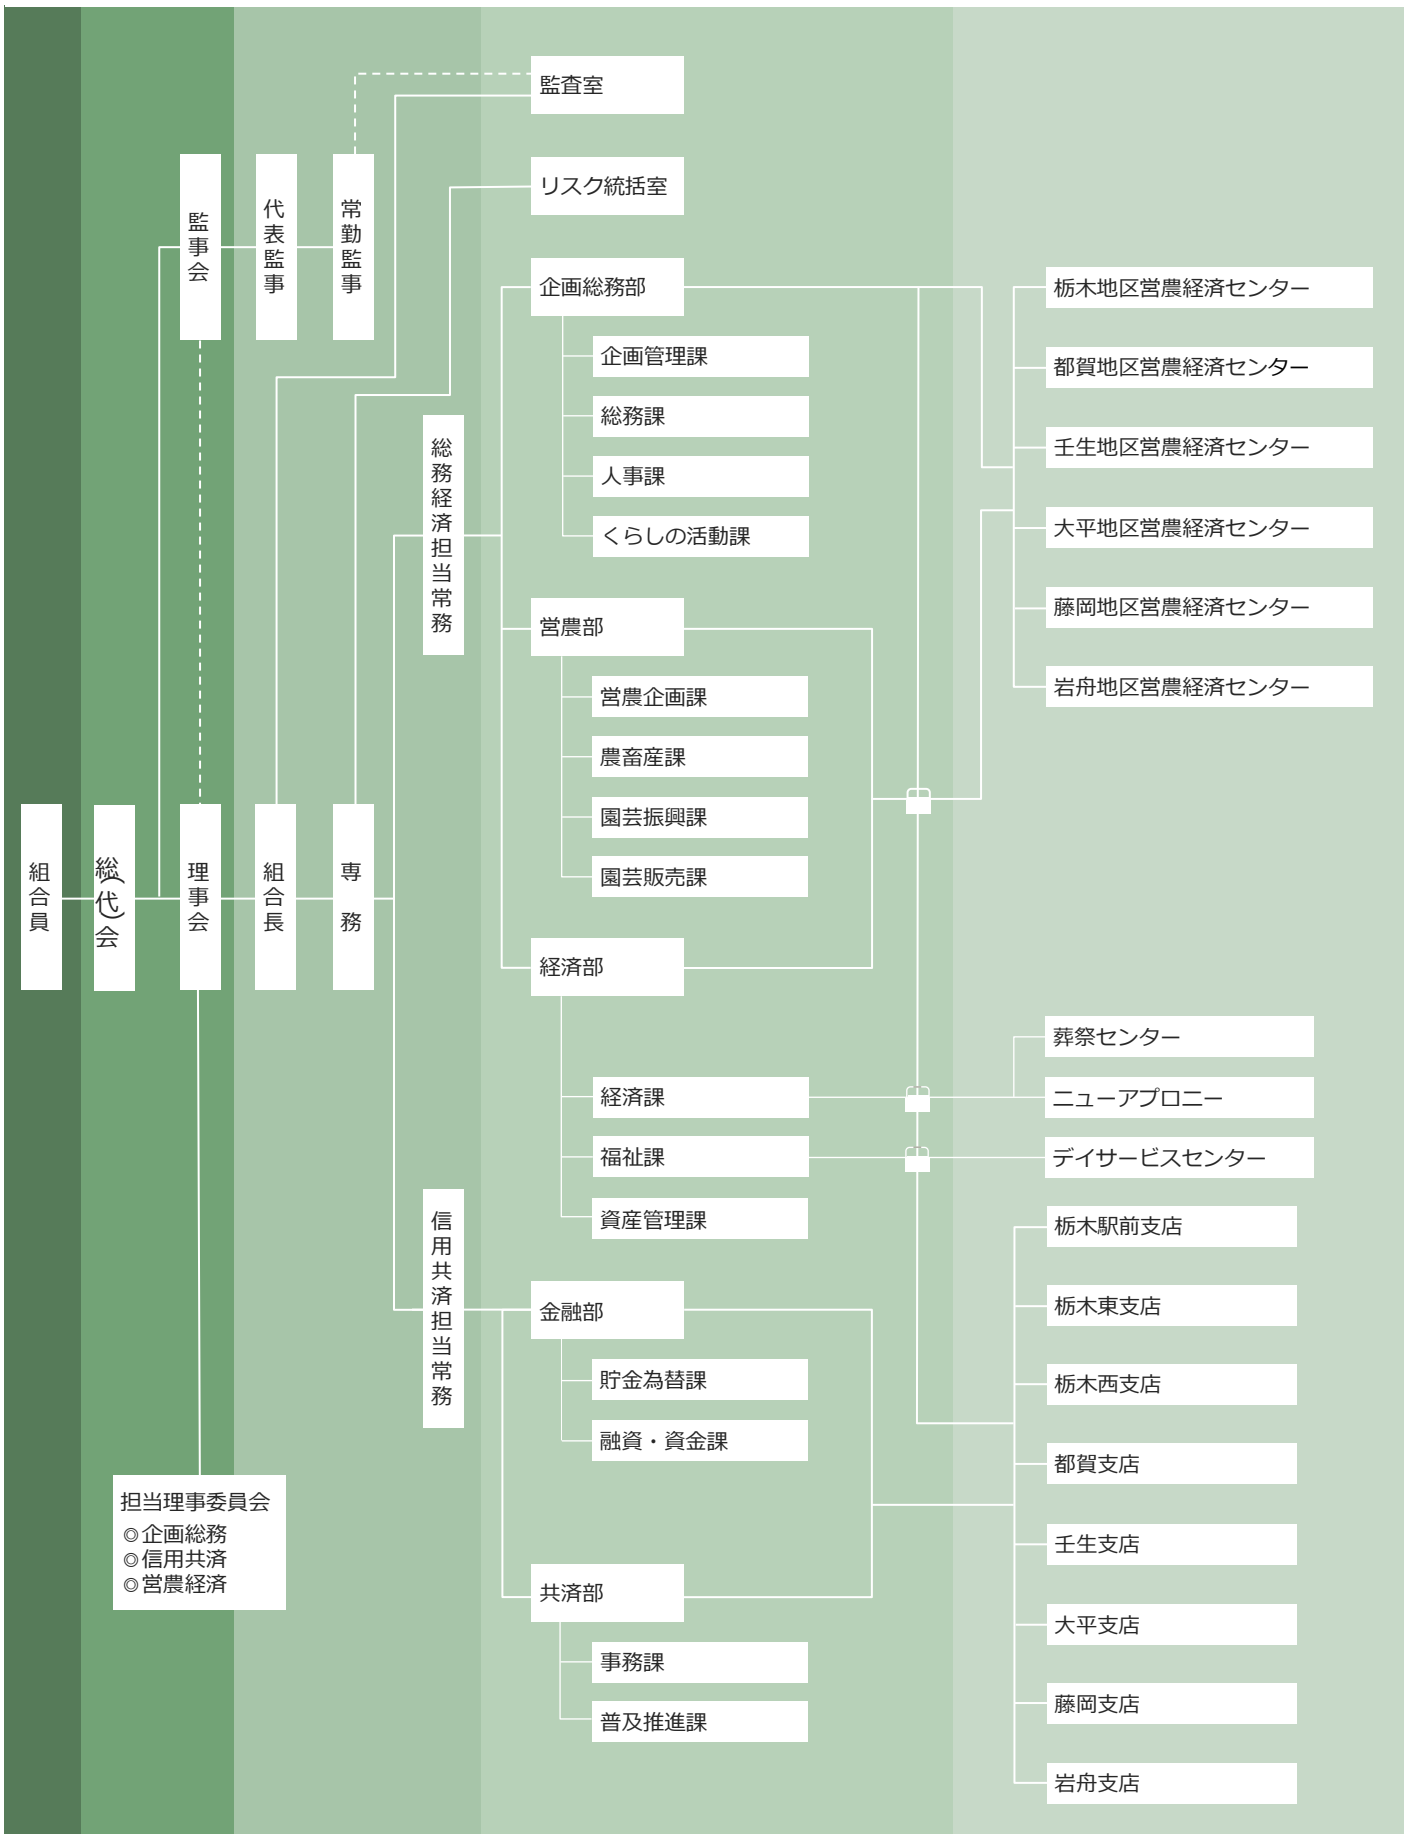 組合員
総(代)会
監事会
理事会
担当理事委員会
◎企画総務
◎信用共済
◎営農経済
代表監事
常勤監事
組合長
専務
総務経済担当常務
信用共済担当常務
監査室
リスク統括室
企画総務部
企画管理課
総務課
人事課
くらしの活動課
営農部
営農企画課
農畜産課
園芸振興課
園芸販売課
経済部
経済課
福祉課
資産管理課
金融部
貯金為替課
融資・資金課
共済部
事務課
普及推進課
栃木地区営農経済センター
都賀地区営農経済センター
壬生地区営農経済センター
大平地区営農経済センター
藤岡地区営農経済センター
岩舟地区営農経済センター
葬祭センター
ニューアプロニー
デイサービスセンター
栃木駅前支店
栃木東支店
栃木西支店
都賀支店
壬生支店
大平支店
藤岡支店
岩舟支店